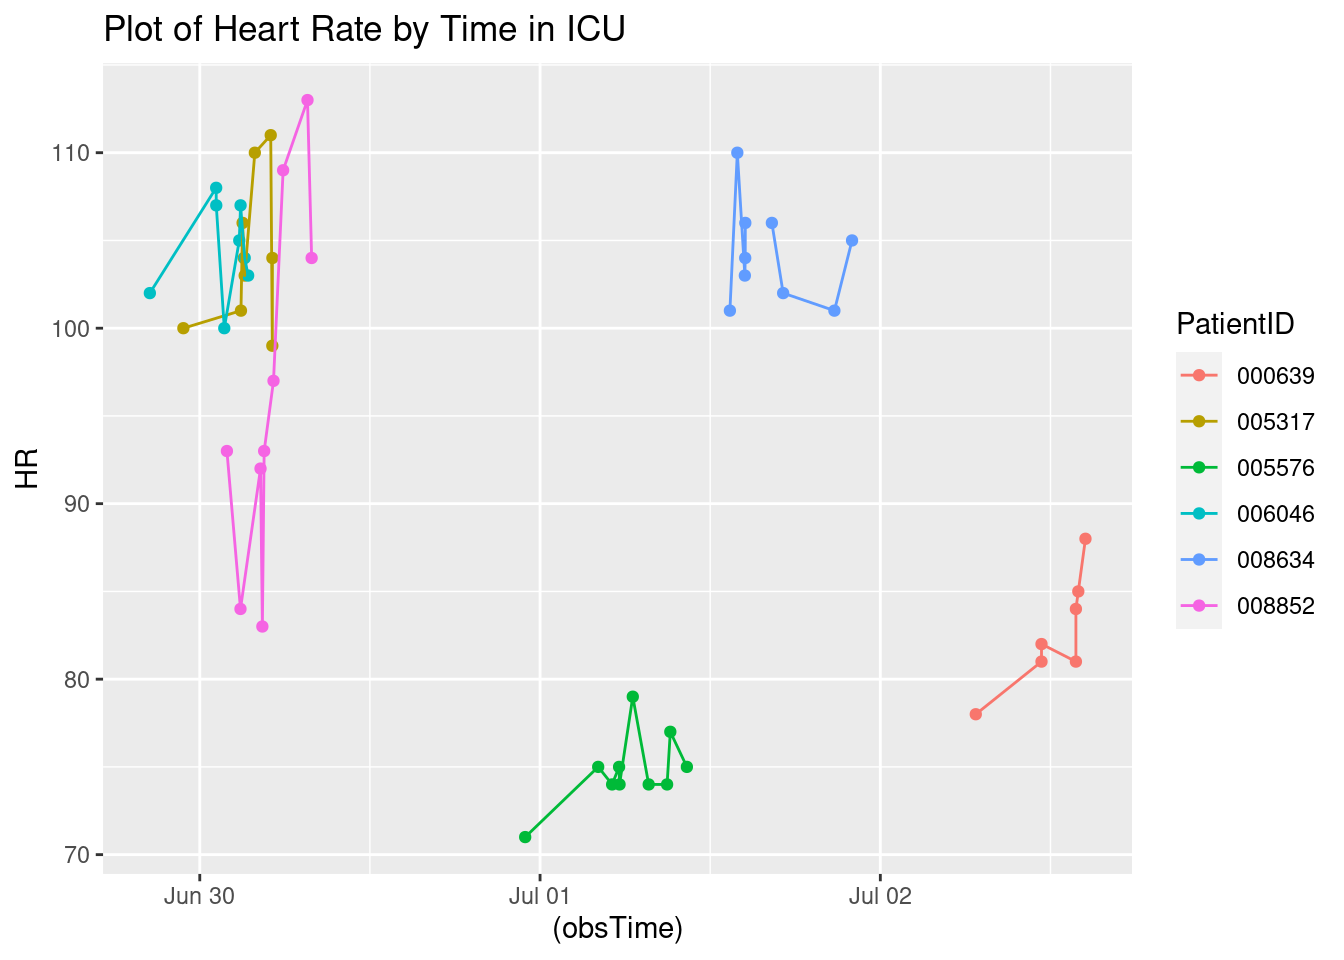 Plot of Heart Rate by Time in ICU
HR
110
100
90
80
70
Jun 30
Jul 01
Jul 02
(obsTime)
PatientID
000639
005317
005576
006046
008634
008852